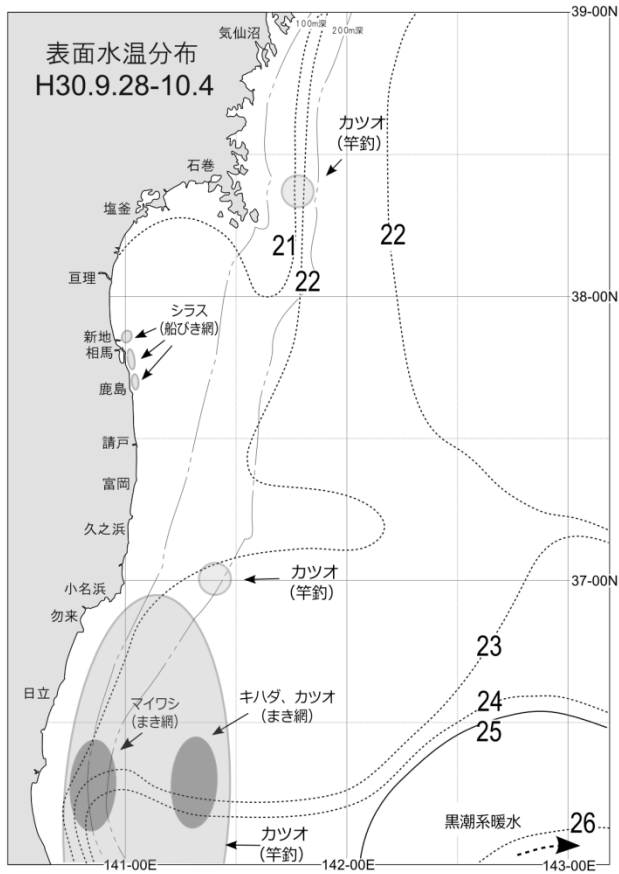 39-00N
気仙沼
100m深
200m深
表面水温分布
H30.9.28-10.4
カツオ
(竿釣)
石巻
塩釜
21
22
22
亘理
38-00N
シラス
(船びき網)
新地
相馬
鹿島
請戸
富岡
久之浜
カツオ
(竿釣)
37-00N
小名浜
勿来
23
日立
マイワシ
(まき網)
キハダ、カツオ
(まき網)
24
25
黒潮系暖水
26
カツオ
(竿釣)
141-00E
142-00E
143-00E